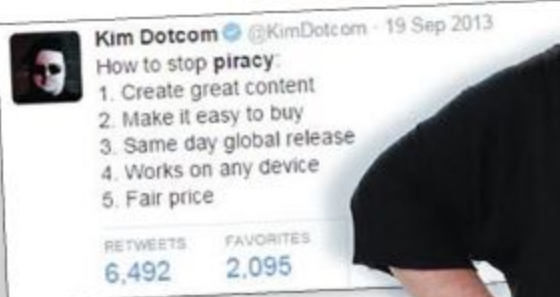 Kim Dotcom @KimDotcom · 19 Sep 2013
How to stop piracy:
1. Create great content
2. Make it easy to buy
3. Same day global release
4. Works on any device
5. Fair price
RETWEETS FAVORITES
6,492 2,095